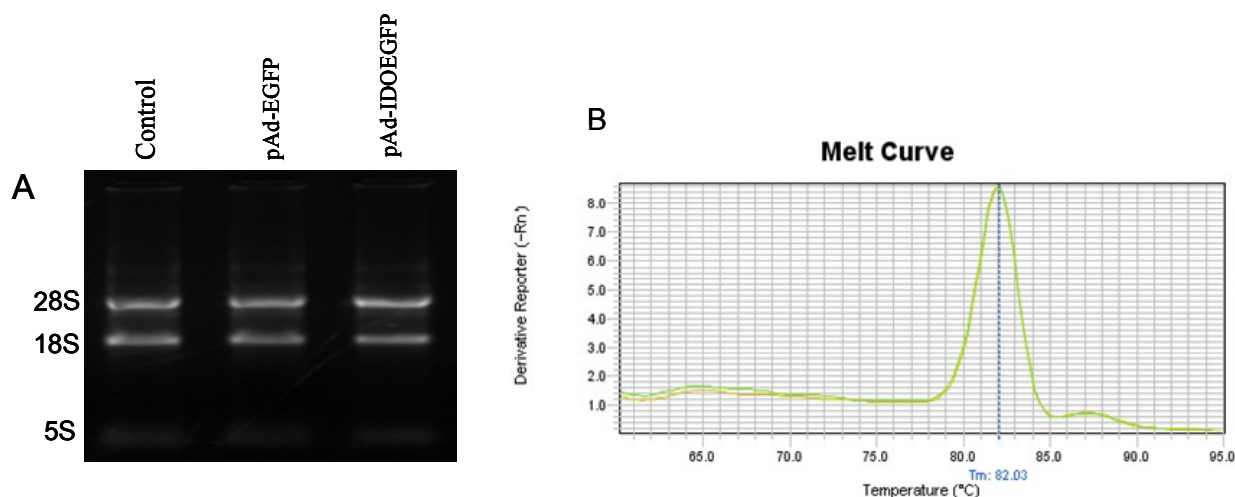 A
Control
pAd-EGFP
pAd-IDOEGFP
28S
18S
5S
B
Melt Curve
Derivative Reporter (-Rn')
8.0
7.0
6.0
5.0
4.0
3.0
2.0
1.0
65.0 70.0 75.0 80.0 85.0 90.0 95.0
Tm: 82.03
Temperature (°C)